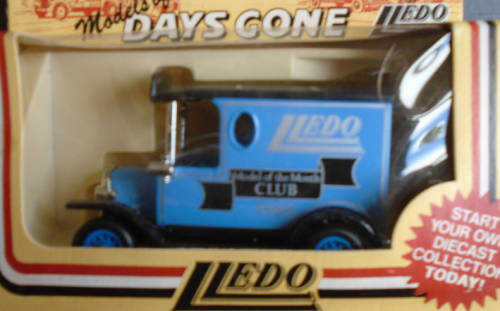 Models of
DAYS GONE
LLEDO
LLEDO
Model of the Month
CLUB
LLEDO
START
YOUR OWN
DIECAST
COLLECTION
TODAY!